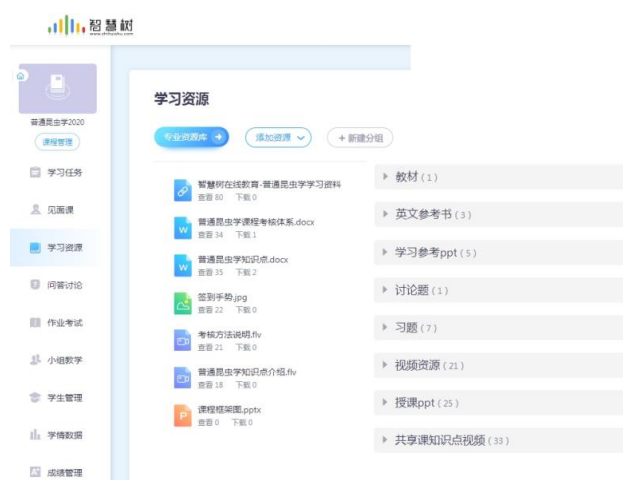 智慧树
www.zhihuishu.com
普通昆虫学2020
课程管理
学习任务
见面课
学习资源
问答讨论
作业考试
小组教学
学生管理
学情数据
成绩管理
学习资源
专业资源库
添加资源
+ 新建分组
智慧树在线教育-普通昆虫学学习资料
查看 80 下载 0
普通昆虫学课程考核体系.docx
查看 34 下载 1
普通昆虫学知识点.docx
查看 35 下载 2
签到手势.jpg
查看 22 下载 0
考核方法说明.flv
查看 21 下载 0
普通昆虫学知识点介绍.flv
查看 18 下载 0
课程框架图.pptx
查看 0 下载 0
教材 ( 1 )
英文参考书 ( 3 )
学习参考ppt ( 5 )
讨论题 ( 1 )
习题 ( 7 )
视频资源 ( 21 )
授课ppt ( 25 )
共享课知识点视频 ( 33 )